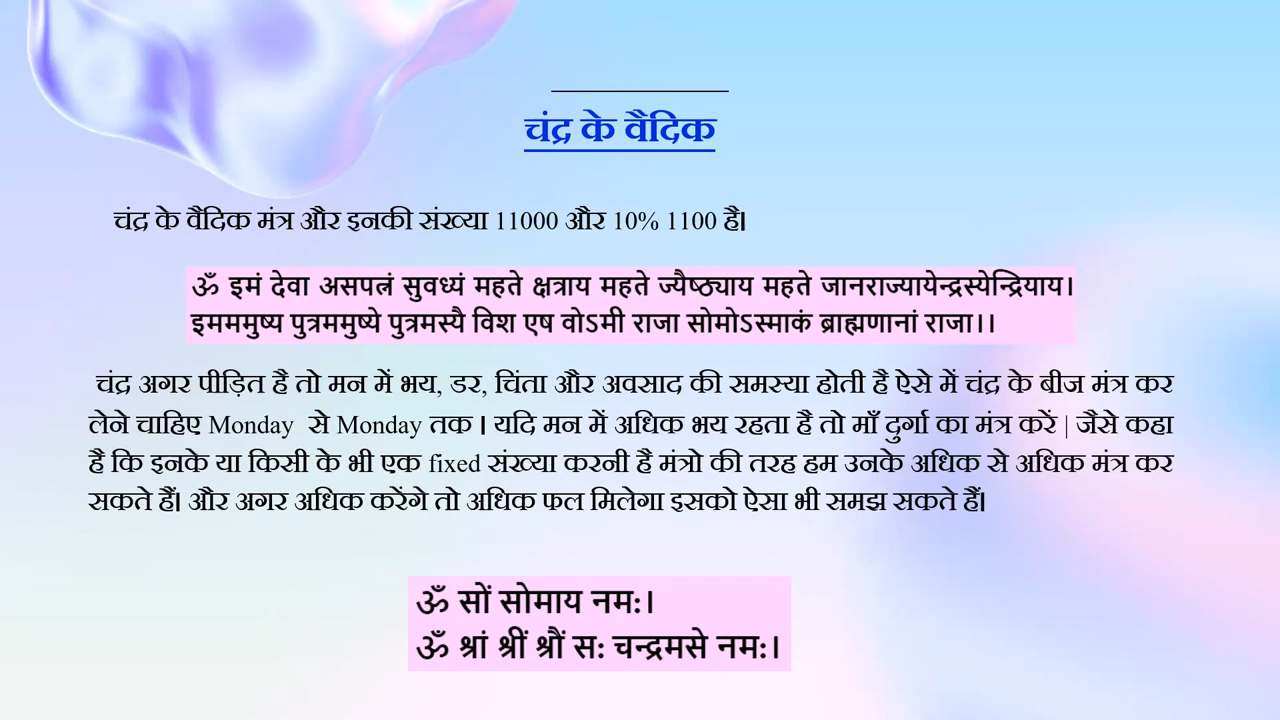 चंद्र के वैदिक
चंद्र के वैदिक मंत्र और इनकी संख्या 11000 और 10% 1100 है।
ॐ इमं देवा असपत्नं सुवध्यं महते क्षत्राय महते ज्यैष्ठ्याय महते जानराज्यायेन्द्रस्येन्द्रियाय।
इमममुष्य पुत्रममुष्ये पुत्रमस्यै विश एष वोऽमी राजा सोमोऽस्माकं ब्राह्मणानां राजा।।
चंद्र अगर पीड़ित है तो मन में भय, डर, चिंता और अवसाद की समस्या होती है ऐसे में चंद्र के बीज मंत्र कर
लेने चाहिए Monday से Monday तक । यदि मन में अधिक भय रहता है तो माँ दुर्गा का मंत्र करें | जैसे कहा
है कि इनके या किसी के भी एक fixed संख्या करनी है मंत्रो की तरह हम उनके अधिक से अधिक मंत्र कर
सकते हैं। और अगर अधिक करेंगे तो अधिक फल मिलेगा इसको ऐसा भी समझ सकते हैं।
ॐ सों सोमाय नमः।
ॐ श्रां श्रीं श्रौं सः चन्द्रमसे नमः।